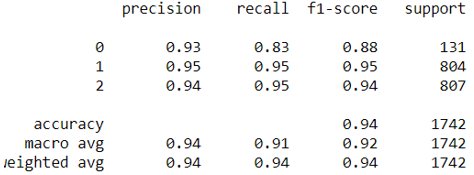 precision recall f1-score support
0 0.93 0.83 0.88 131
1 0.95 0.95 0.95 804
2 0.94 0.95 0.94 807
accuracy 0.94 1742
macro avg 0.94 0.91 0.92 1742
weighted avg 0.94 0.94 0.94 1742